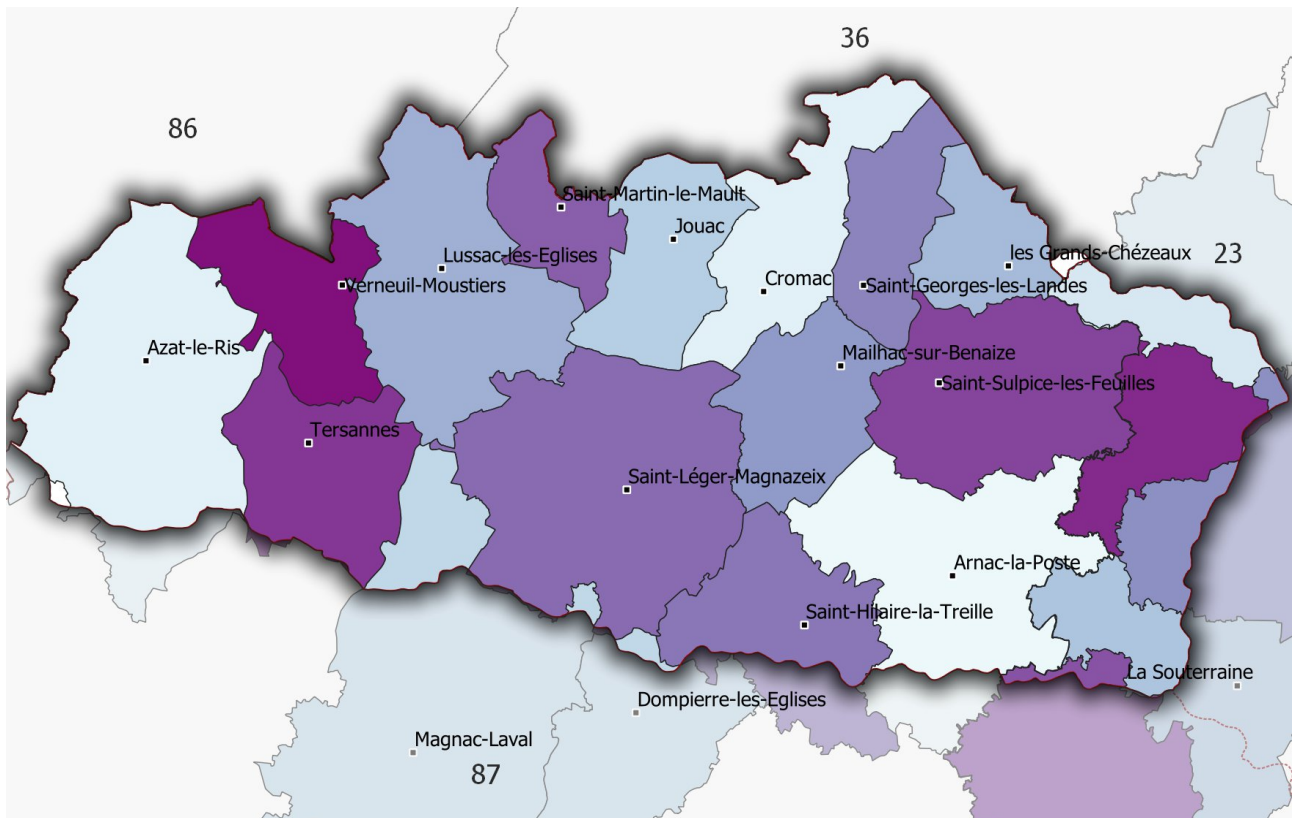 36
86
Saint-Martin-le-Mault
Jouac
Lussac-les-Eglises
les Grands-Chézeaux
23
Verneuil-Moustiers
Cromac
Saint-Georges-les-Landes
Azat-le-Ris
Mailhac-sur-Benaize
Saint-Sulpice-les-Feuilles
Tersannes
Saint-Léger-Magnazeix
Arnac-la-Poste
Saint-Hilaire-la-Treille
La Souterraine
Dompierre-les-Eglises
Magnac-Laval
87